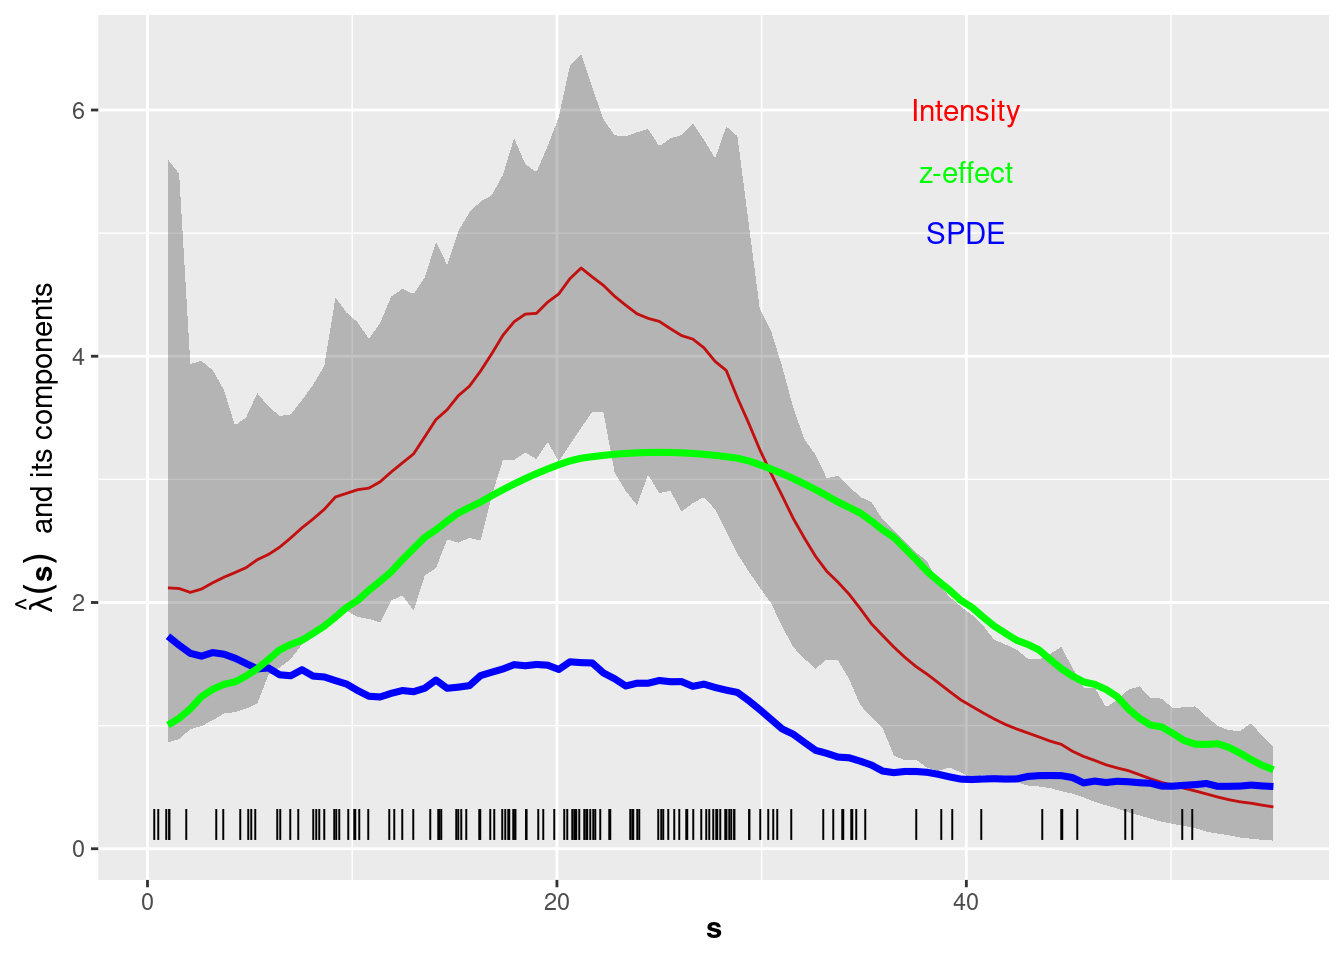 Intensity
z-effect
SPDE
6
4
2
0
0 20 40
s
λ̂(s) and its components